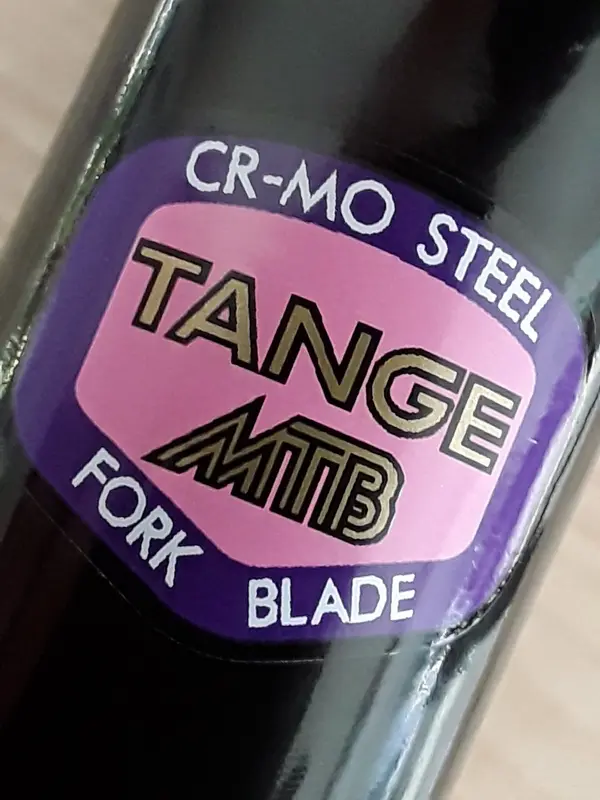 CR-MO STEEL
TANGE
MTB
FORK BLADE